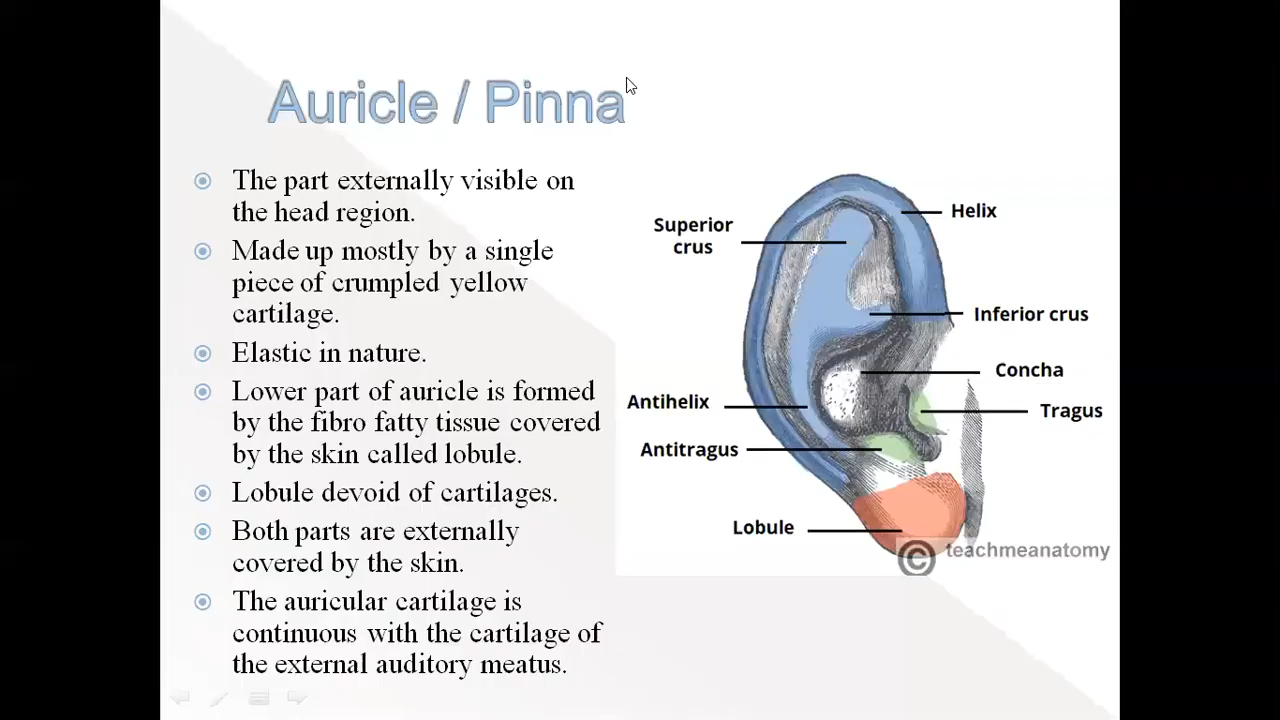 Auricle / Pinna
The part externally visible on
the head region.
Made up mostly by a single
piece of crumpled yellow
cartilage.
Elastic in nature.
Lower part of auricle is formed
by the fibro fatty tissue covered
by the skin called lobule.
Lobule devoid of cartilages.
Both parts are externally
covered by the skin.
The auricular cartilage is
continuous with the cartilage of
the external auditory meatus.
Superior
crus
Helix
Inferior crus
Concha
Antihelix
Tragus
Antitragus
Lobule
© teachmeanatomy